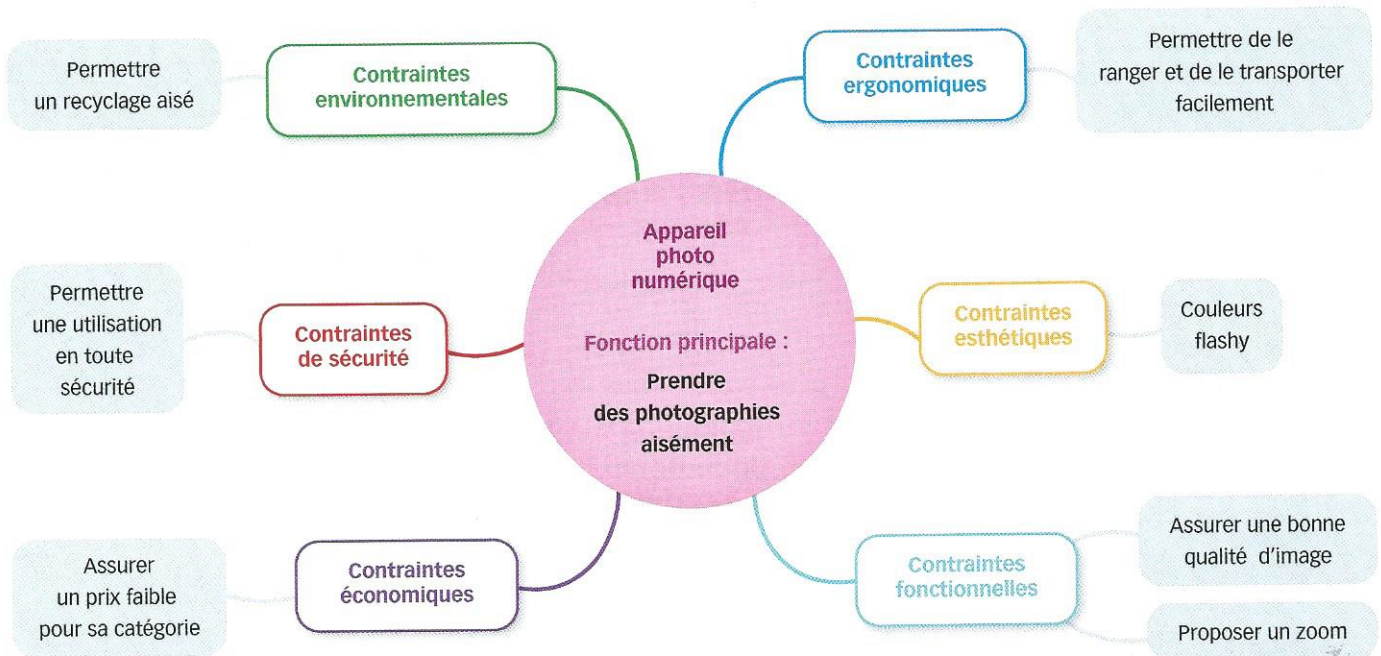 Permettre
un recyclage aisé
Contraintes
environnementales
Contraintes
ergonomiques
Permettre de le
ranger et de le transporter
facilement
Appareil
photo
numérique
Fonction principale :
Prendre
des photographies
aisément
Permettre
une utilisation
en toute
sécurité
Contraintes
de sécurité
Contraintes
esthétiques
Couleurs
flashy
Assurer
un prix faible
pour sa catégorie
Contraintes
économiques
Contraintes
fonctionnelles
Assurer une bonne
qualité d'image
Proposer un zoom